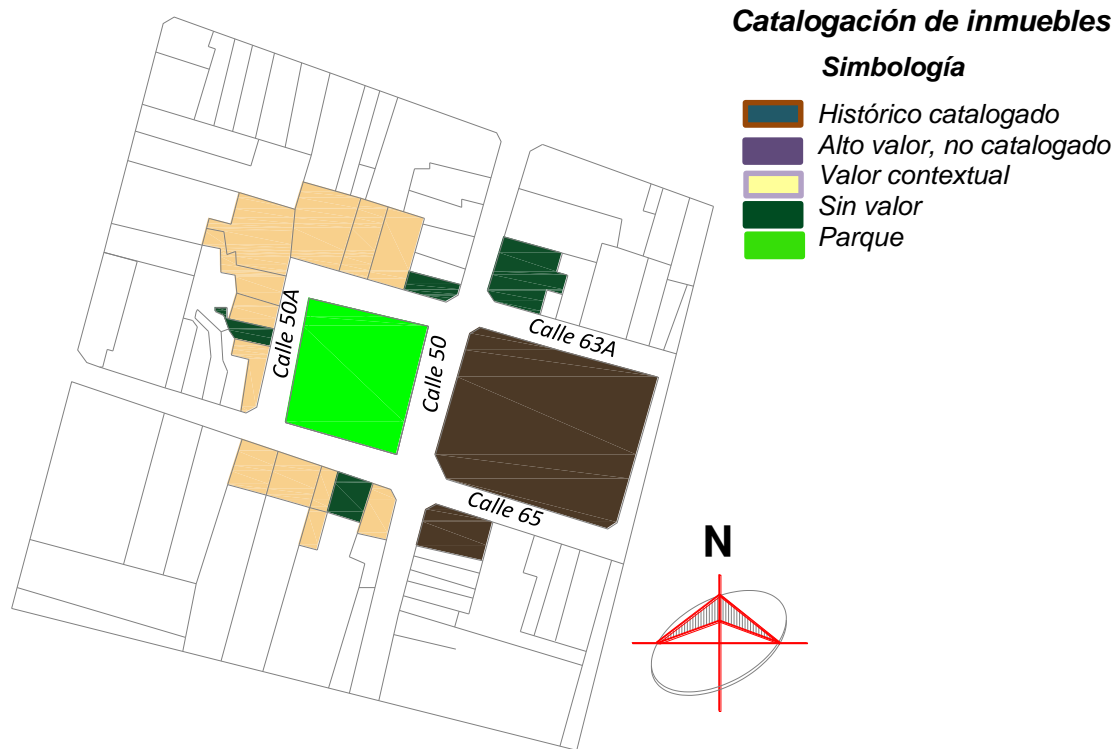 Catalogación de inmuebles
Simbología
Histórico catalogado
Alto valor, no catalogado
Valor contextual
Sin valor
Parque
Calle 50A
Calle 50
Calle 63A
Calle 65
N